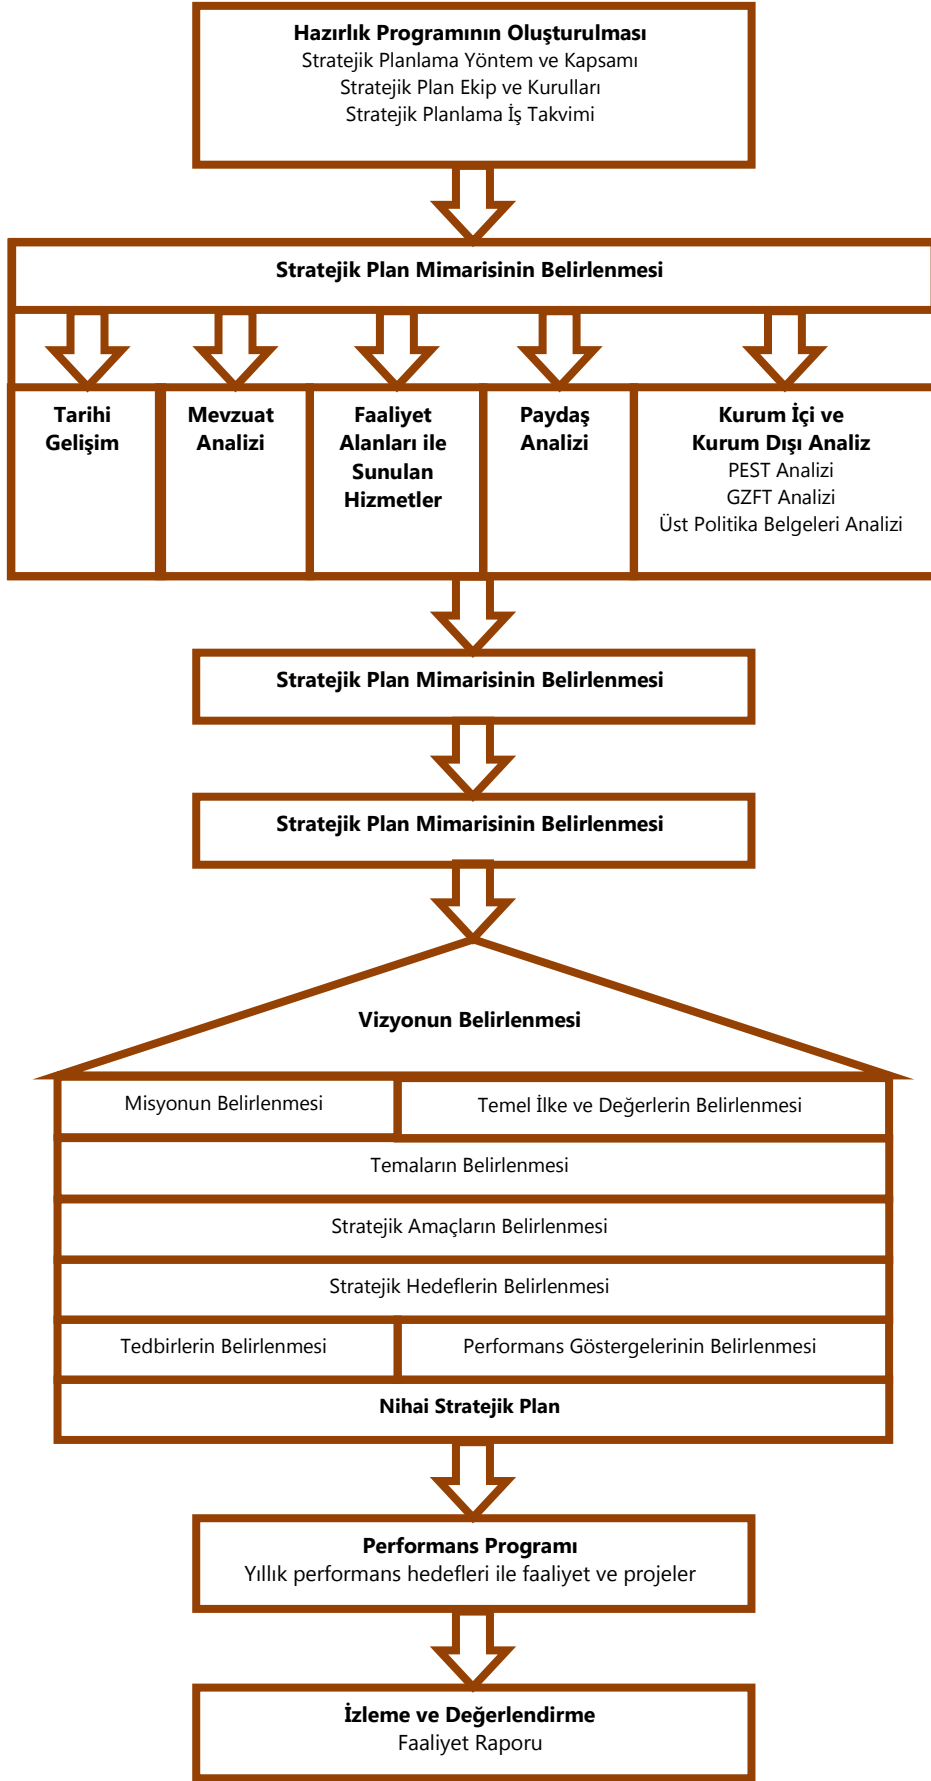 Hazırlık Programının Oluşturulması
Stratejik Planlama Yöntem ve Kapsamı
Stratejik Plan Ekip ve Kurulları
Stratejik Planlama İş Takvimi
Stratejik Plan Mimarisinin Belirlenmesi
Tarihi
Gelişim
Mevzuat
Analizi
Faaliyet
Alanları ile
Sunulan
Hizmetler
Paydaş
Analizi
Kurum İçi ve
Kurum Dışı Analiz
PEST Analizi
GZFT Analizi
Üst Politika Belgeleri Analizi
Stratejik Plan Mimarisinin Belirlenmesi
Stratejik Plan Mimarisinin Belirlenmesi
Vizyonun Belirlenmesi
Misyonun Belirlenmesi
Temel İlke ve Değerlerin Belirlenmesi
Temaların Belirlenmesi
Stratejik Amaçların Belirlenmesi
Stratejik Hedeflerin Belirlenmesi
Tedbirlerin Belirlenmesi
Performans Göstergelerinin Belirlenmesi
Nihai Stratejik Plan
Performans Programı
Yıllık performans hedefleri ile faaliyet ve projeler
İzleme ve Değerlendirme
Faaliyet Raporu